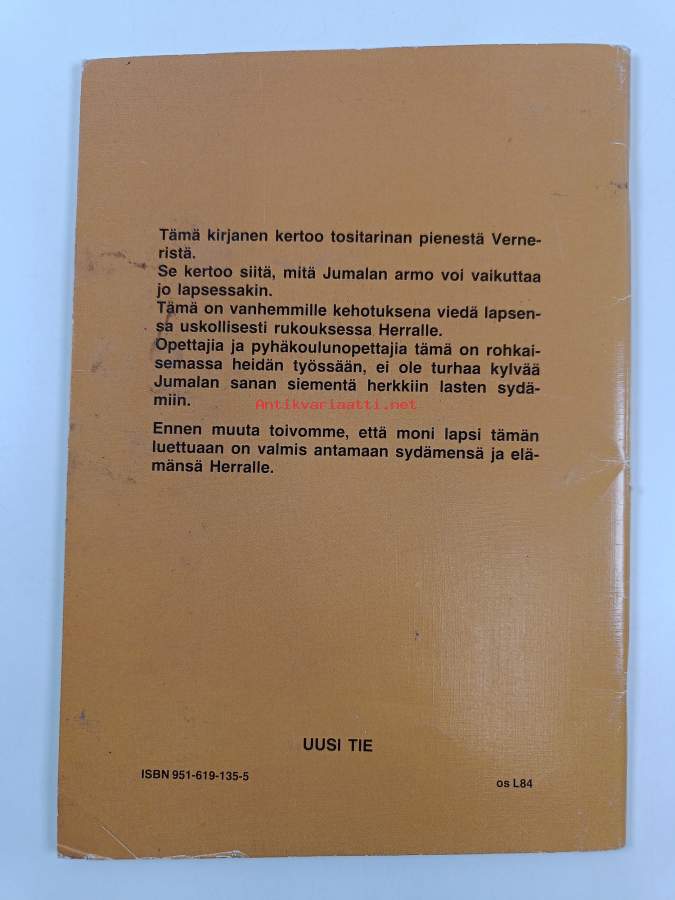 Tämä kirjanen kertoo tositarinan pienestä Verne-
ristä.
Se kertoo siitä, mitä Jumalan armo voi vaikuttaa
jo lapsessakin.
Tämä on vanhemmille kehotuksena viedä lapsen-
sa uskollisesti rukouksessa Herralle.
Opettajia ja pyhäkoulunopettajia tämä on rohkai-
semassa heidän työssään, ei ole turhaa kylvää
Jumalan sanan siementä herkkiin lasten sydä-
miin.
Antikvariaatti.net
Ennen muuta toivomme, että moni lapsi tämän
luettuaan on valmis antamaan sydämensä ja elä-
mänsä Herralle.
UUSI TIE
ISBN 951-619-135-5
os L84